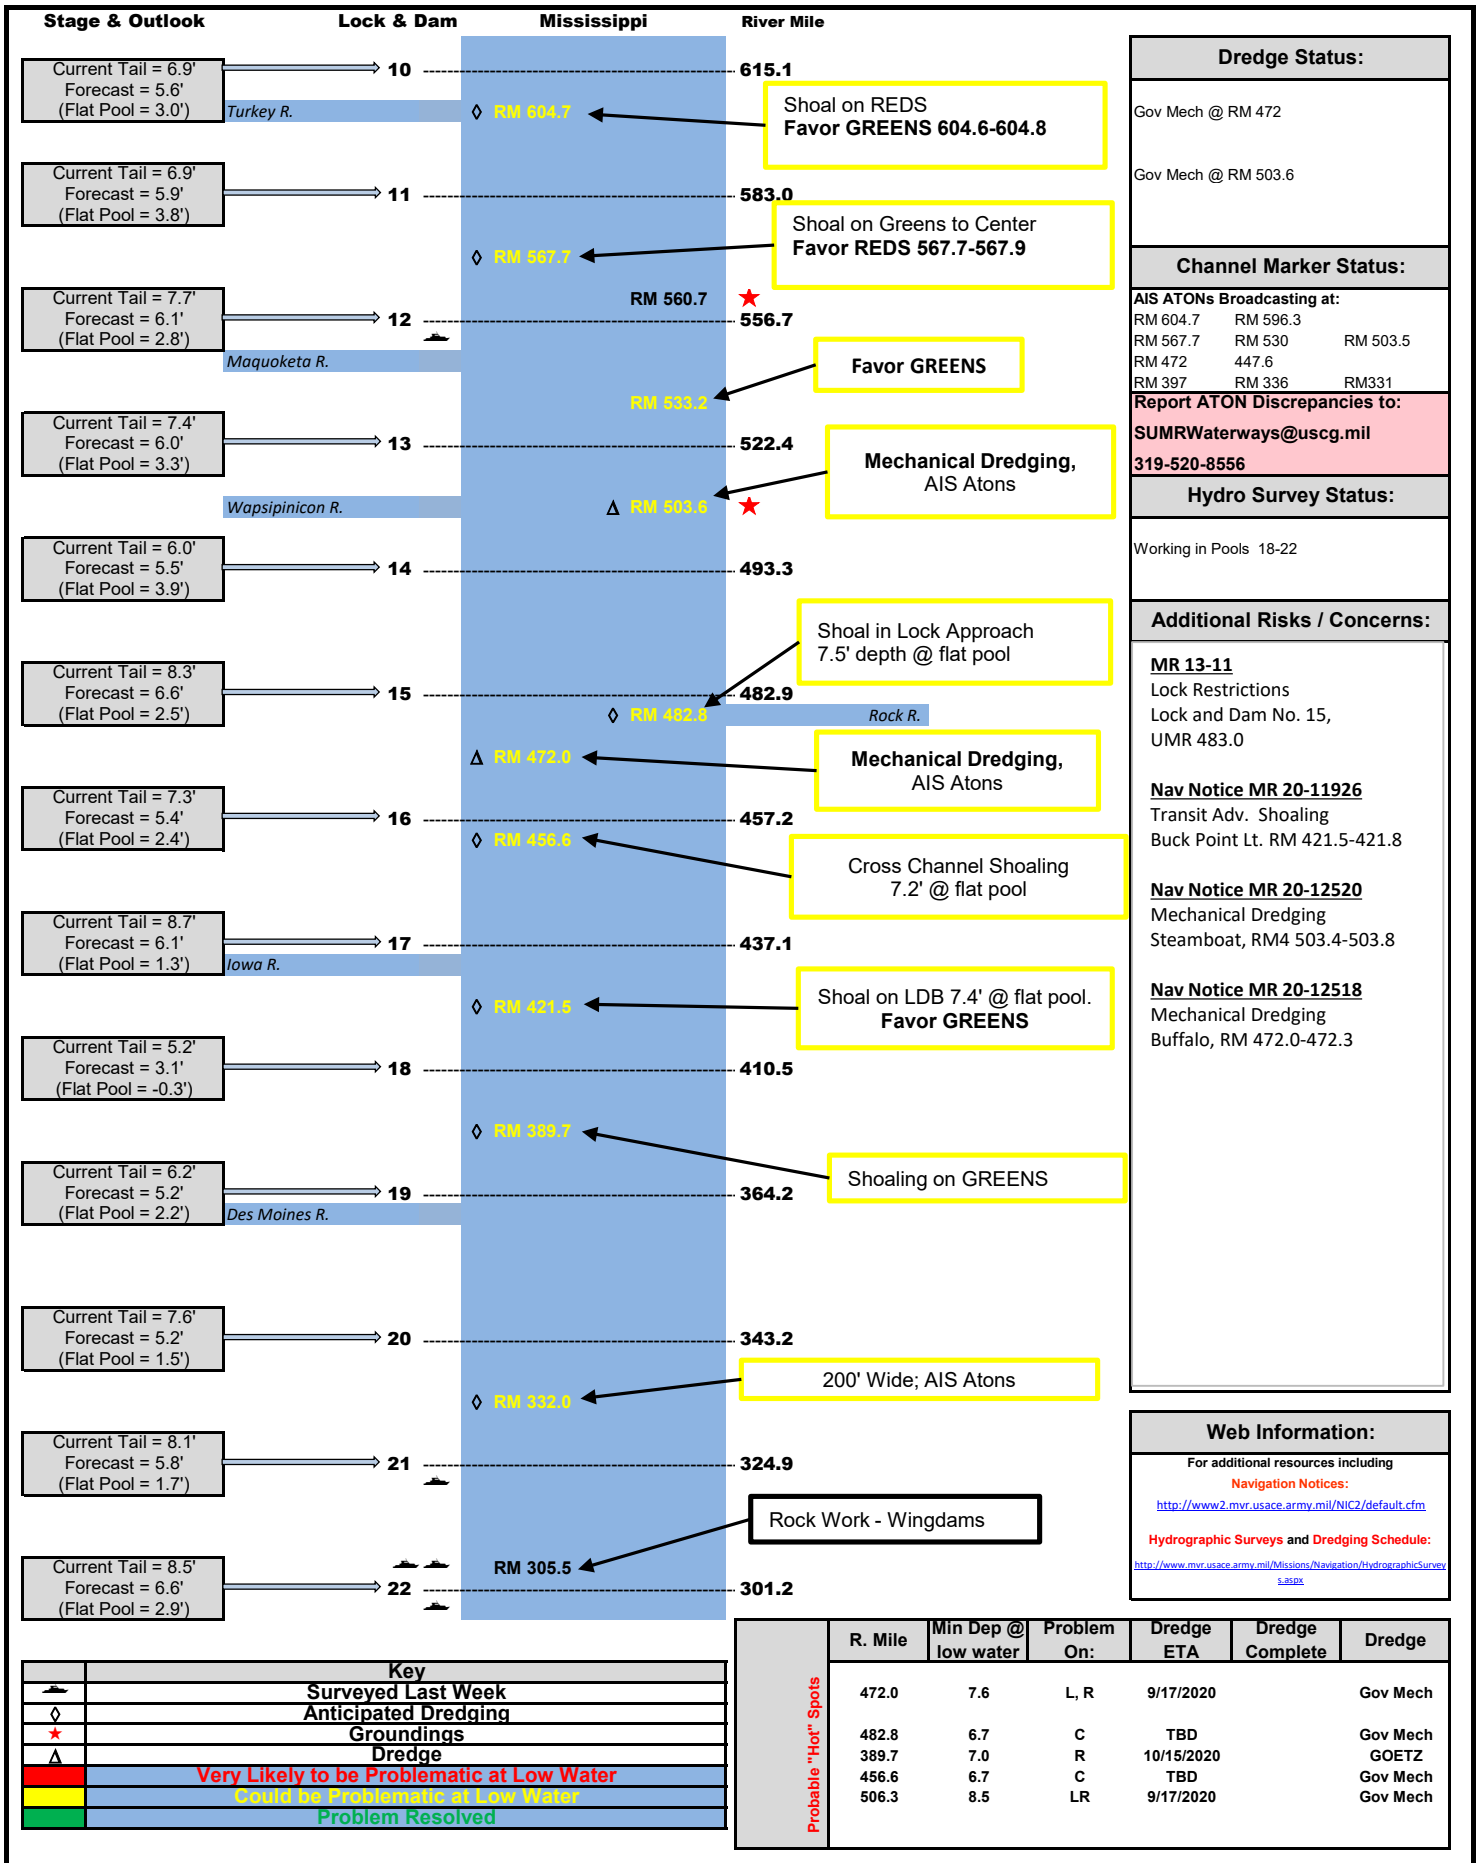 Stage & Outlook Lock & Dam Mississippi River Mile
Current Tail = 6.9'
Forecast = 5.6'
(Flat Pool = 3.0')
10 615.1
Turkey R.
RM 604.7
Shoal on REDS
Favor GREENS 604.6-604.8
Current Tail = 6.9'
Forecast = 5.9'
(Flat Pool = 3.8')
11 583.0
RM 567.7
Shoal on Greens to Center
Favor REDS 567.7-567.9
Current Tail = 7.7'
Forecast = 6.1'
(Flat Pool = 2.8')
RM 560.7
12 556.7
Maquoketa R.
Favor GREENS
RM 533.2
Current Tail = 7.4'
Forecast = 6.0'
(Flat Pool = 3.3')
13 522.4
Mechanical Dredging,
AIS Atons
Wapsipinicon R.
RM 503.6
Current Tail = 6.0'
Forecast = 5.5'
(Flat Pool = 3.9')
14 493.3
Shoal in Lock Approach
7.5' depth @ flat pool
Current Tail = 8.3'
Forecast = 6.6'
(Flat Pool = 2.5')
15 482.9
RM 482.8
Rock R.
RM 472.0
Mechanical Dredging,
AIS Atons
Current Tail = 7.3'
Forecast = 5.4'
(Flat Pool = 2.4')
16 457.2
RM 456.6
Cross Channel Shoaling
7.2' @ flat pool
Current Tail = 8.7'
Forecast = 6.1'
(Flat Pool = 1.3')
17 437.1
Iowa R.
RM 421.5
Shoal on LDB 7.4' @ flat pool.
Favor GREENS
Current Tail = 5.2'
Forecast = 3.1'
(Flat Pool = -0.3')
18 410.5
RM 389.7
Shoaling on GREENS
Current Tail = 6.2'
Forecast = 5.2'
(Flat Pool = 2.2')
19 364.2
Des Moines R.
Current Tail = 7.6'
Forecast = 5.2'
(Flat Pool = 1.5')
20 343.2
200' Wide; AIS Atons
RM 332.0
Current Tail = 8.1'
Forecast = 5.8'
(Flat Pool = 1.7')
21 324.9
Rock Work - Wingdams
RM 305.5
Current Tail = 8.5'
Forecast = 6.6'
(Flat Pool = 2.9')
22 301.2
Dredge Status:
Gov Mech @ RM 472
Gov Mech @ RM 503.6
Channel Marker Status:
AIS ATONs Broadcasting at:
RM 604.7 RM 596.3
RM 567.7 RM 530 RM 503.5
RM 472 447.6
RM 397 RM 336 RM331
Report ATON Discrepancies to:
SUMRWaterways@uscg.mil
319-520-8556
Hydro Survey Status:
Working in Pools 18-22
Additional Risks / Concerns:
MR 13-11
Lock Restrictions
Lock and Dam No. 15,
UMR 483.0
Nav Notice MR 20-11926
Transit Adv. Shoaling
Buck Point Lt. RM 421.5-421.8
Nav Notice MR 20-12520
Mechanical Dredging
Steamboat, RM4 503.4-503.8
Nav Notice MR 20-12518
Mechanical Dredging
Buffalo, RM 472.0-472.3
Web Information:
For additional resources including
Navigation Notices:
http://www2.mvr.usace.army.mil/NIC2/default.cfm
Hydrographic Surveys and Dredging Schedule:
http://www.mvr.usace.army.mil/Missions/Navigation/HydrographicSurvey
s.aspx
Key
Surveyed Last Week
Anticipated Dredging
Groundings
Dredge
Very Likely to be Problematic at Low Water
Could be Problematic at Low Water
Problem Resolved
Probable "Hot" Spots
R. Mile Min Dep @ Problem Dredge Dredge Dredge
low water On: ETA Complete
472.0 7.6 L, R 9/17/2020 Gov Mech
482.8 6.7 C TBD Gov Mech
389.7 7.0 R 10/15/2020 GOETZ
456.6 6.7 C TBD Gov Mech
506.3 8.5 LR 9/17/2020 Gov Mech